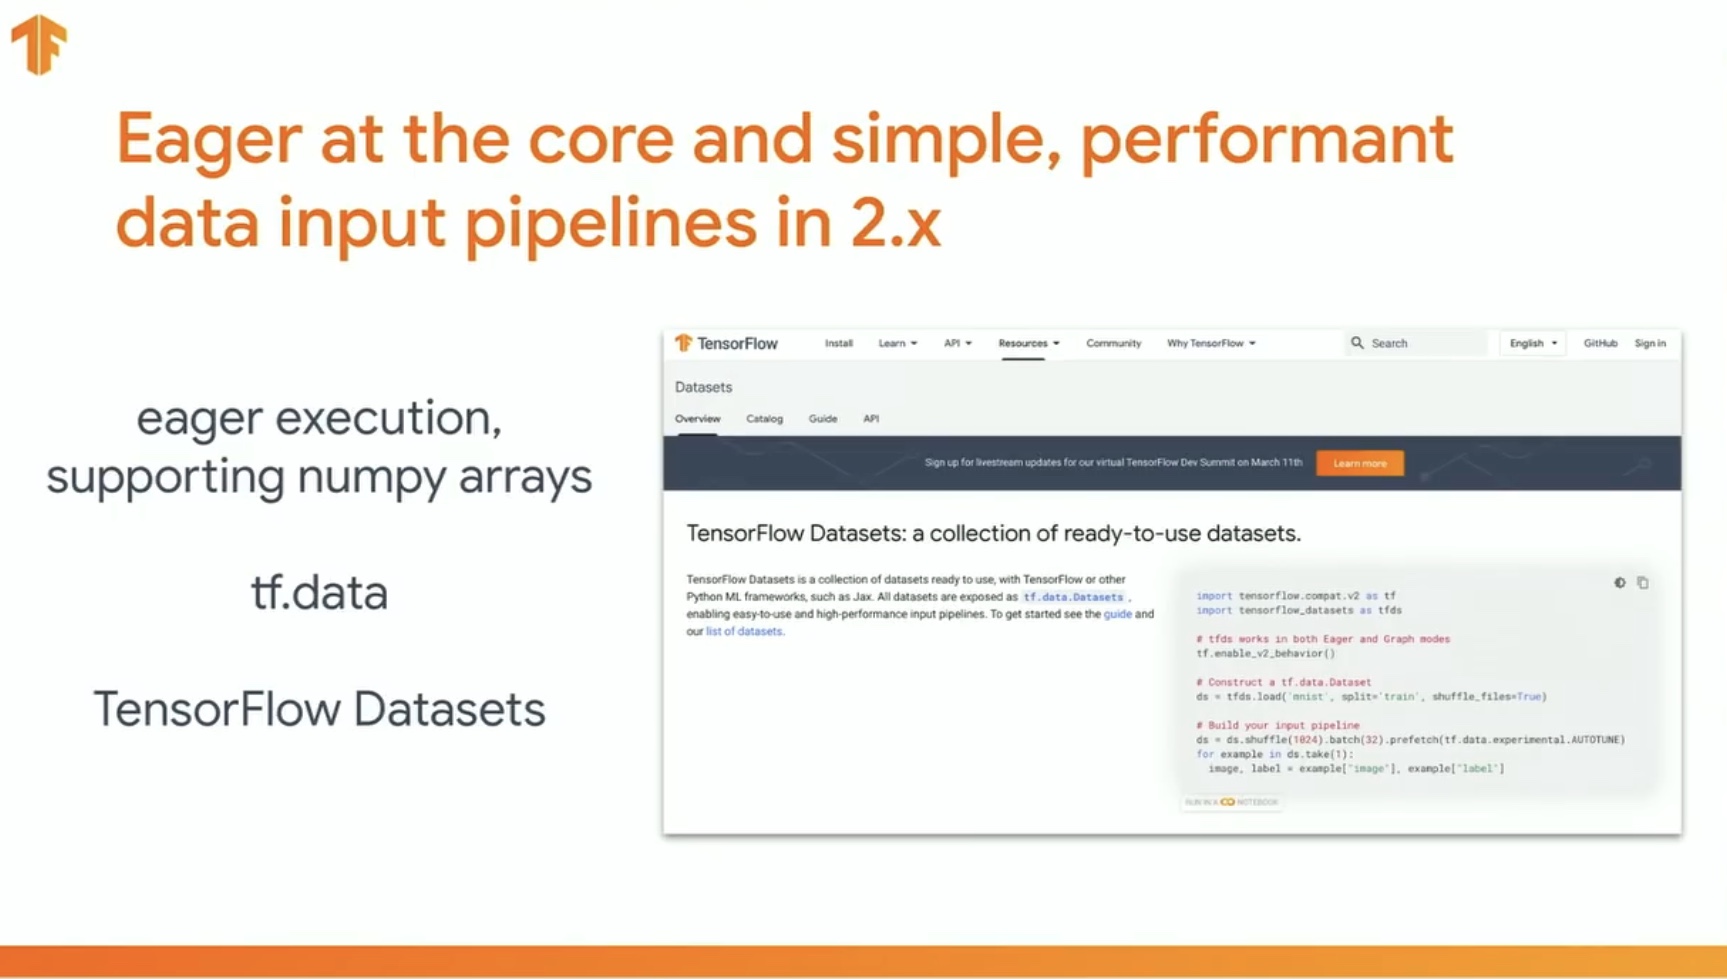 Eager at the core and simple, performant
data input pipelines in 2.x
eager execution,
supporting numpy arrays
tf.data
TensorFlow Datasets
TensorFlow
Install Learn API Resources Community Why TensorFlow Search English GitHub Sign in
Datasets
Overview Catalog Guide API
Sign up for livestream updates for our virtual TensorFlow Dev Summit on March 11th Learn more
TensorFlow Datasets: a collection of ready-to-use datasets.
TensorFlow Datasets is a collection of datasets ready to use, with TensorFlow or other
Python ML frameworks, such as Jax. All datasets are exposed as tf.data.Datasets ,
enabling easy-to-use and high-performance input pipelines. To get started see the guide and
our list of datasets.
import tensorflow.compat.v2 as tf
import tensorflow_datasets as tfds
# tfds works in both Eager and Graph modes
tf.enable_v2_behavior()
# Construct a tf.data.Dataset
ds = tfds.load('mnist', split='train', shuffle_files=True)
# Build your input pipeline
ds = ds.shuffle(1024).batch(32).prefetch(tf.data.experimental.AUTOTUNE)
for example in ds.take(1):
  image, label = example["image"], example["label"]
RUN IN A NOTEBOOK